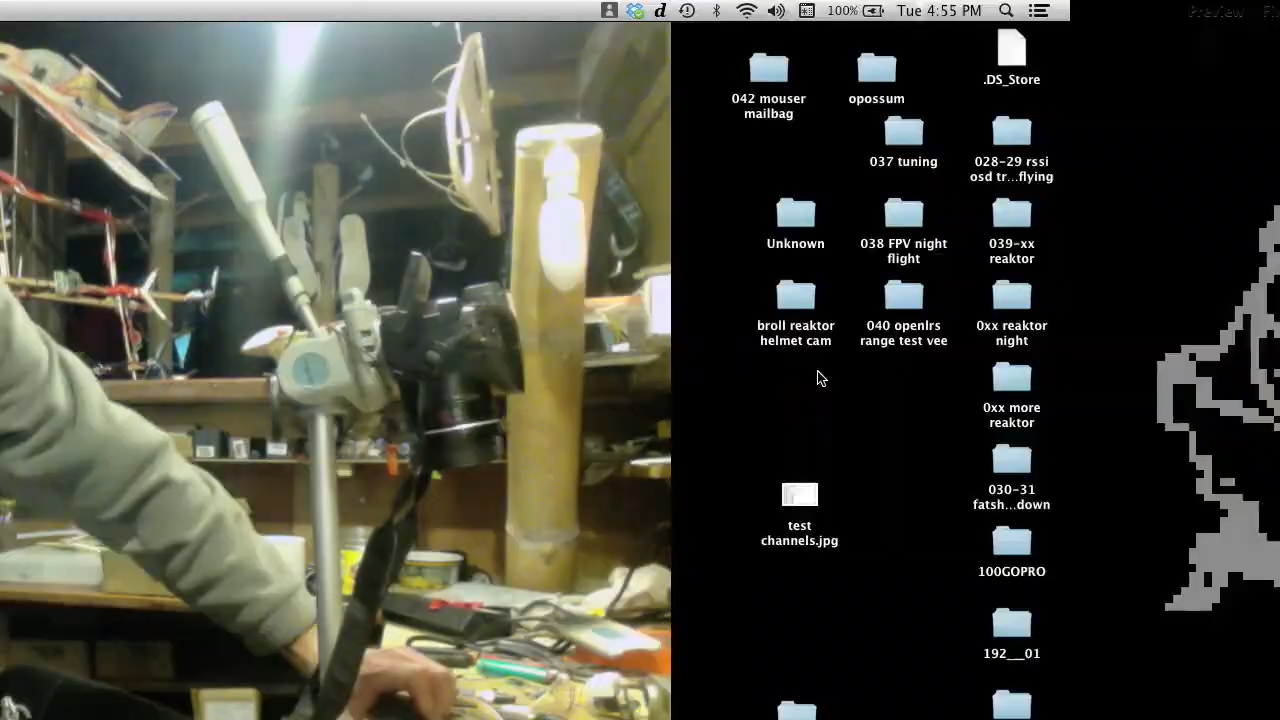 d
100%
Tue 4:55 PM
Preview
.DS_Store
042 mouser
mailbag
opossum
037 tuning
028-29 rssi
osd tr...flying
Unknown
038 FPV night
flight
039-xx
reaktor
broll reaktor
helmet cam
040 openlrs
range test vee
0xx reaktor
night
0xx more
reaktor
030-31
fatsh...down
test
channels.jpg
100GOPRO
192__01